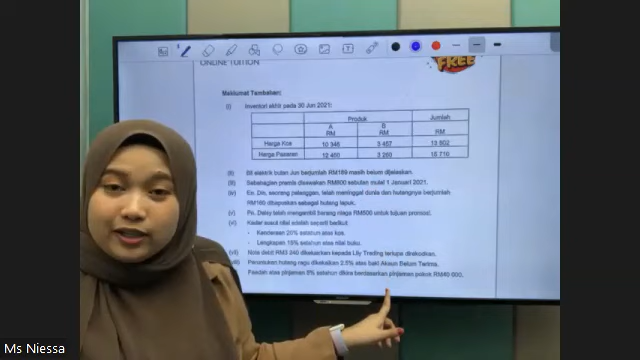 ONLINE TUITION
FREE
Maklumat Tambahan:
(i) Inventori akhir pada 30 Jun 2021:
Produk Jumlah
A B
RM RM RM
Harga Kos 10 345 3 457 13 802
Harga Pasaran 12 450 3 260 15 710
(ii) Bil elektrik bulan Jun berjumlah RM189 masih belum dijelaskan.
(iii) Sebahagian premis disewakan RM800 sebulan mulai 1 Januari 2021.
(iv) En. Din, seorang pelanggan, telah meninggal dunia dan hutangnya berjumlah
RM160 dihapuskan sebagai hutang lapuk.
(v) Pn. Daisy telah mengambil barang niaga RM500 untuk tujuan promosi.
(vi) Kadar susut nilai adalah seperti berikut:
- Kenderaan 20% setahun atas kos.
- Lengkapan 15% setahun atas nilai buku.
(vii) Nota debit RM3 240 dikeluarkan kepada Lily Trading terlupa direkodkan.
(viii) Peruntukan hutang ragu dikekalkan 2.5% atas baki Akaun Belum Terima.
Faedah atas pinjaman 5% setahun dikira berdasarkan pinjaman pokok RM40 000.
Ms Niessa